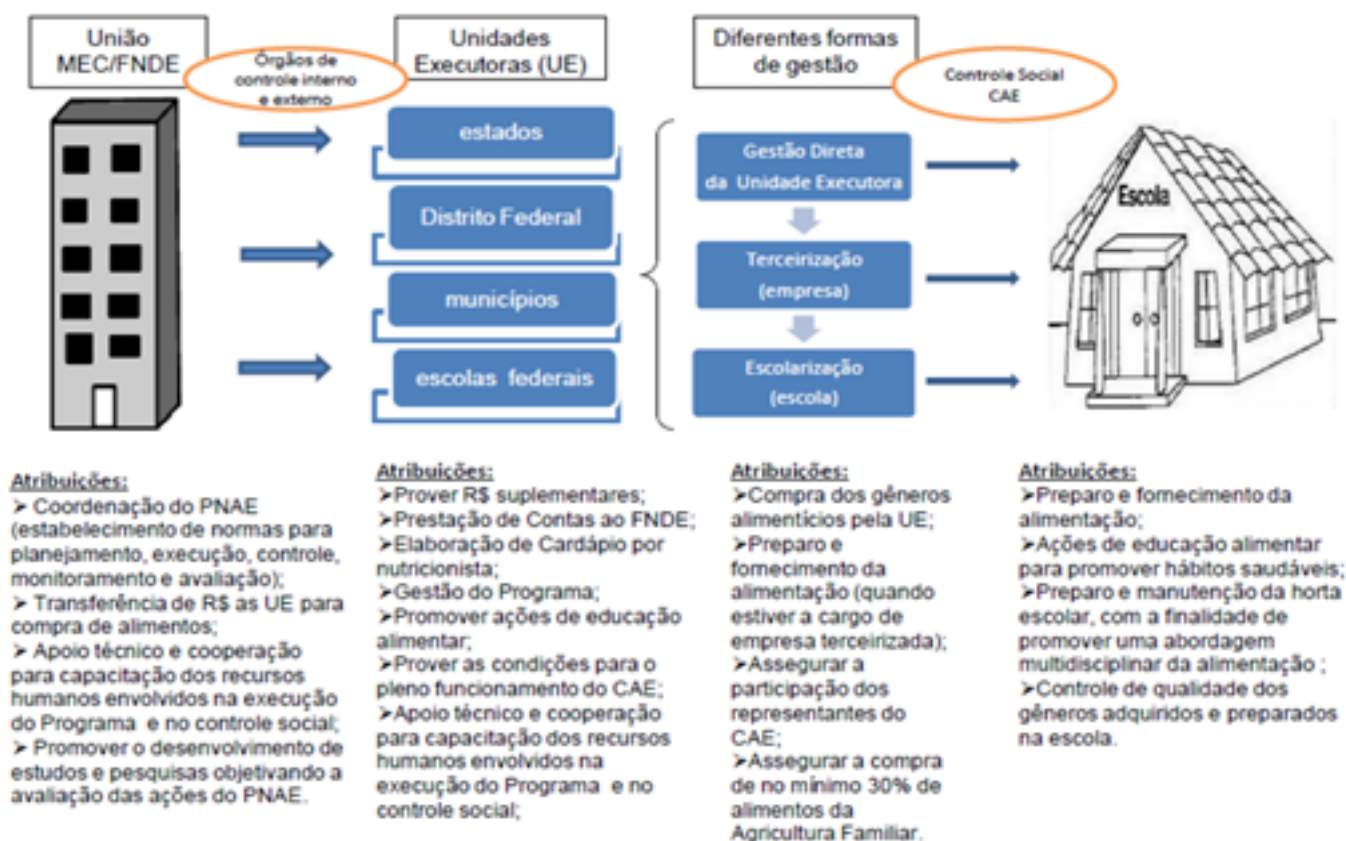 União
MEC/FNDE
Órgãos de
controle interno
e externo
Unidades
Executoras (UE)
Diferentes formas
de gestão
Controle Social
CAE
estados
Distrito Federal
municípios
escolas federais
Gestão Direta
da Unidade Executora
Terceirização
(empresa)
Escolarização
(escola)
Escola
Atribuições:
➢ Coordenação do PNAE
(estabelecimento de normas para
planejamento, execução, controle,
monitoramento e avaliação);
➢ Transferência de R$ as UE para
compra de alimentos;
➢ Apoio técnico e cooperação
para capacitação dos recursos
humanos envolvidos na execução
do Programa e no controle social;
➢ Promover o desenvolvimento de
estudos e pesquisas objetivando a
avaliação das ações do PNAE.
Atribuições:
➢Prover R$ suplementares;
➢Prestação de Contas ao FNDE;
➢Elaboração de Cardápio por
nutricionista;
➢Gestão do Programa;
➢Promover ações de educação
alimentar;
➢Prover as condições para o
pleno funcionamento do CAE;
➢Apoio técnico e cooperação
para capacitação dos recursos
humanos envolvidos na
execução do Programa e no
controle social;
Atribuições:
➢Compra dos gêneros
alimentícios pela UE;
➢Preparo e
fornecimento da
alimentação (quando
estiver a cargo de
empresa terceirizada);
➢Assegurar a
participação dos
representantes do
CAE;
➢Assegurar a compra
de no mínimo 30% de
alimentos da
Agricultura Familiar.
Atribuições:
➢Preparo e fornecimento da
alimentação;
➢Ações de educação alimentar
para promover hábitos saudáveis;
➢Preparo e manutenção da horta
escolar, com a finalidade de
promover uma abordagem
multidisciplinar da alimentação ;
➢Controle de qualidade dos
gêneros adquiridos e preparados
na escola.